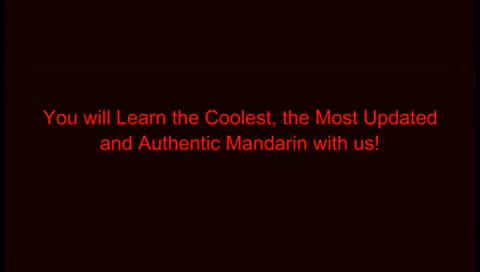 You will Learn the Coolest, the Most Updated
and Authentic Mandarin with us!